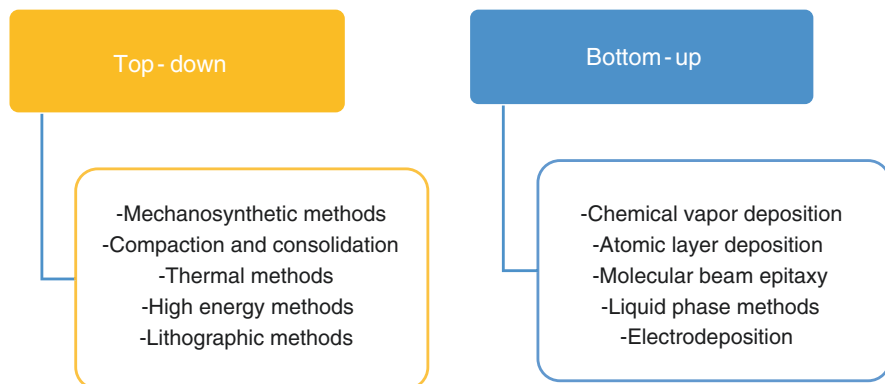 Top-down
-Mechanosynthetic methods
-Compaction and consolidation
-Thermal methods
-High energy methods
-Lithographic methods
Bottom-up
-Chemical vapor deposition
-Atomic layer deposition
-Molecular beam epitaxy
-Liquid phase methods
-Electrodeposition